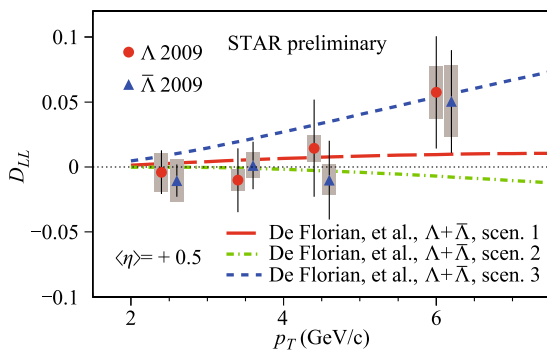 0.1
0.05
0
−0.05
−0.1
D_LL
Λ 2009
Λ̅ 2009
STAR preliminary
⟨η⟩= + 0.5
De Florian, et al., Λ+Λ̅, scen. 1
De Florian, et al., Λ+Λ̅, scen. 2
De Florian, et al., Λ+Λ̅, scen. 3
2 4 6
p_T (GeV/c)